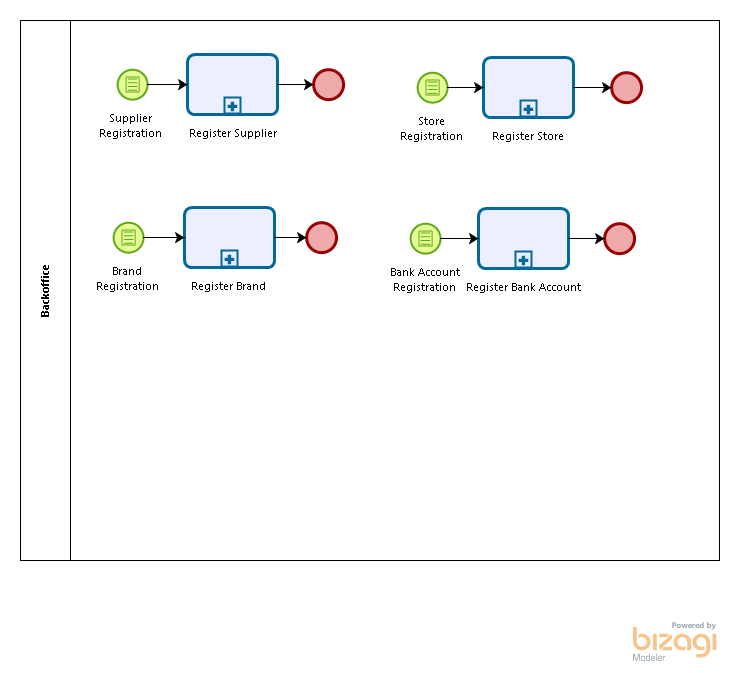 Backoffice
Supplier
Registration
Register Supplier
Store
Registration
Register Store
Brand
Registration
Register Brand
Bank Account
Registration
Register Bank Account
Powered by
bizagi
Modeler